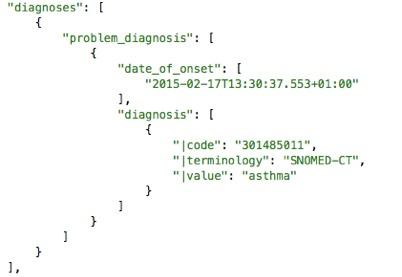 "diagnoses": [
    {
        "problem_diagnosis": [
            {
                "date_of_onset": [
                    "2015-02-17T13:30:37.553+01:00"
                ],
                "diagnosis": [
                    {
                        "|code": "301485011",
                        "|terminology": "SNOMED-CT",
                        "|value": "asthma"
                    }
                ]
            }
        ]
    }
],